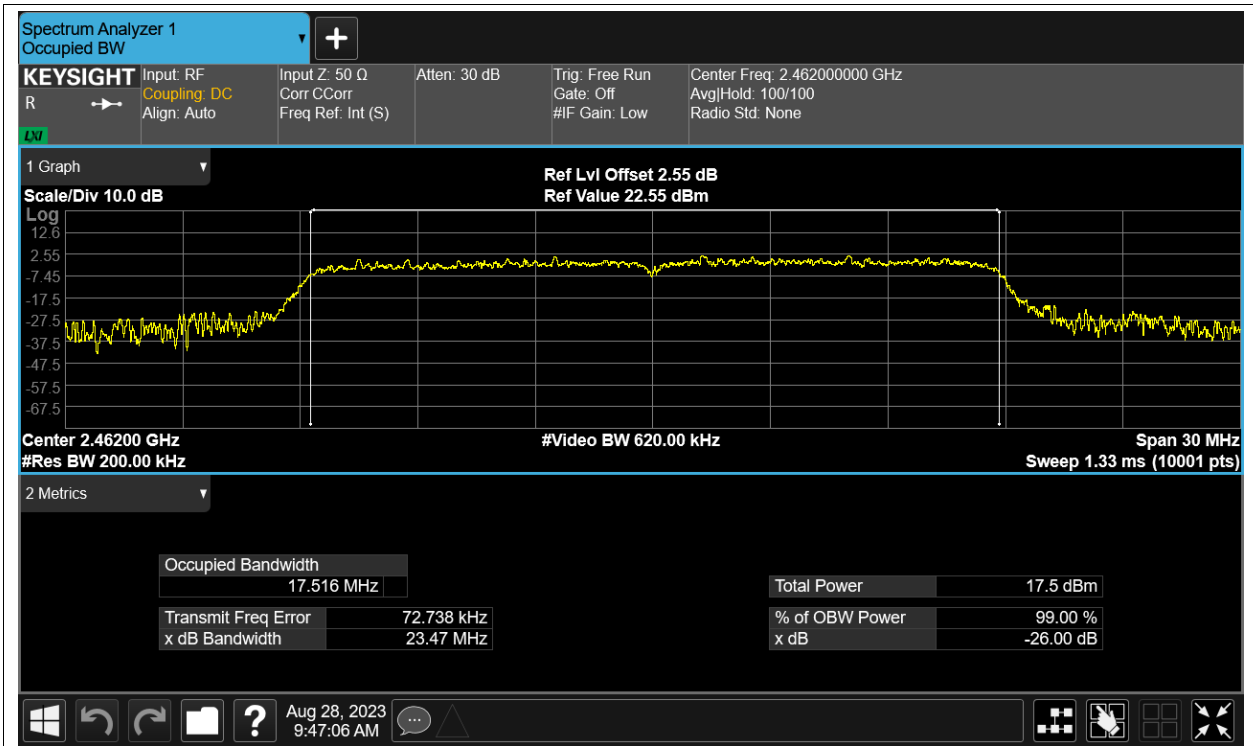 Spectrum Analyzer 1
Occupied BW
KEYSIGHT
R
LXI
Input: RF
Coupling: DC
Align: Auto
Input Z: 50 Ω
Corr CCorr
Freq Ref: Int (S)
Atten: 30 dB
Trig: Free Run
Gate: Off
#IF Gain: Low
Center Freq: 2.462000000 GHz
Avg|Hold: 100/100
Radio Std: None
1 Graph
Scale/Div 10.0 dB
Ref Lvl Offset 2.55 dB
Ref Value 22.55 dBm
Log
12.6
2.55
-7.45
-17.5
-27.5
-37.5
-47.5
-57.5
-67.5
Center 2.46200 GHz
#Video BW 620.00 kHz
Span 30 MHz
#Res BW 200.00 kHz
Sweep 1.33 ms (10001 pts)
2 Metrics
Occupied Bandwidth
17.516 MHz
Transmit Freq Error 72.738 kHz
x dB Bandwidth 23.47 MHz
Total Power 17.5 dBm
% of OBW Power 99.00 %
x dB -26.00 dB
Aug 28, 2023
9:47:06 AM